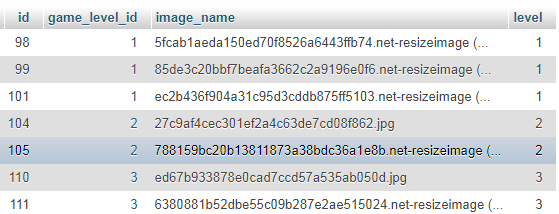 id game_level_id image_name level
98 1 5fcab1aeda150ed70f8526a6443ffb74.net-resizeimage (... 1
99 1 85de3c20bbf7beafa3662c2a9196e0f6.net-resizeimage (... 1
101 1 ec2b436f904a31c95d3cddb875ff5103.net-resizeimage (... 1
104 2 27c9af4cec301ef2a4c63de7cd08f862.jpg 2
105 2 788159bc20b13811873a38bdc36a1e8b.net-resizeimage (... 2
110 3 ed67b933878e0cad7ccd57a535ab050d.jpg 3
111 3 6380881b52dbe55c09b287e2ae515024.net-resizeimage (... 3